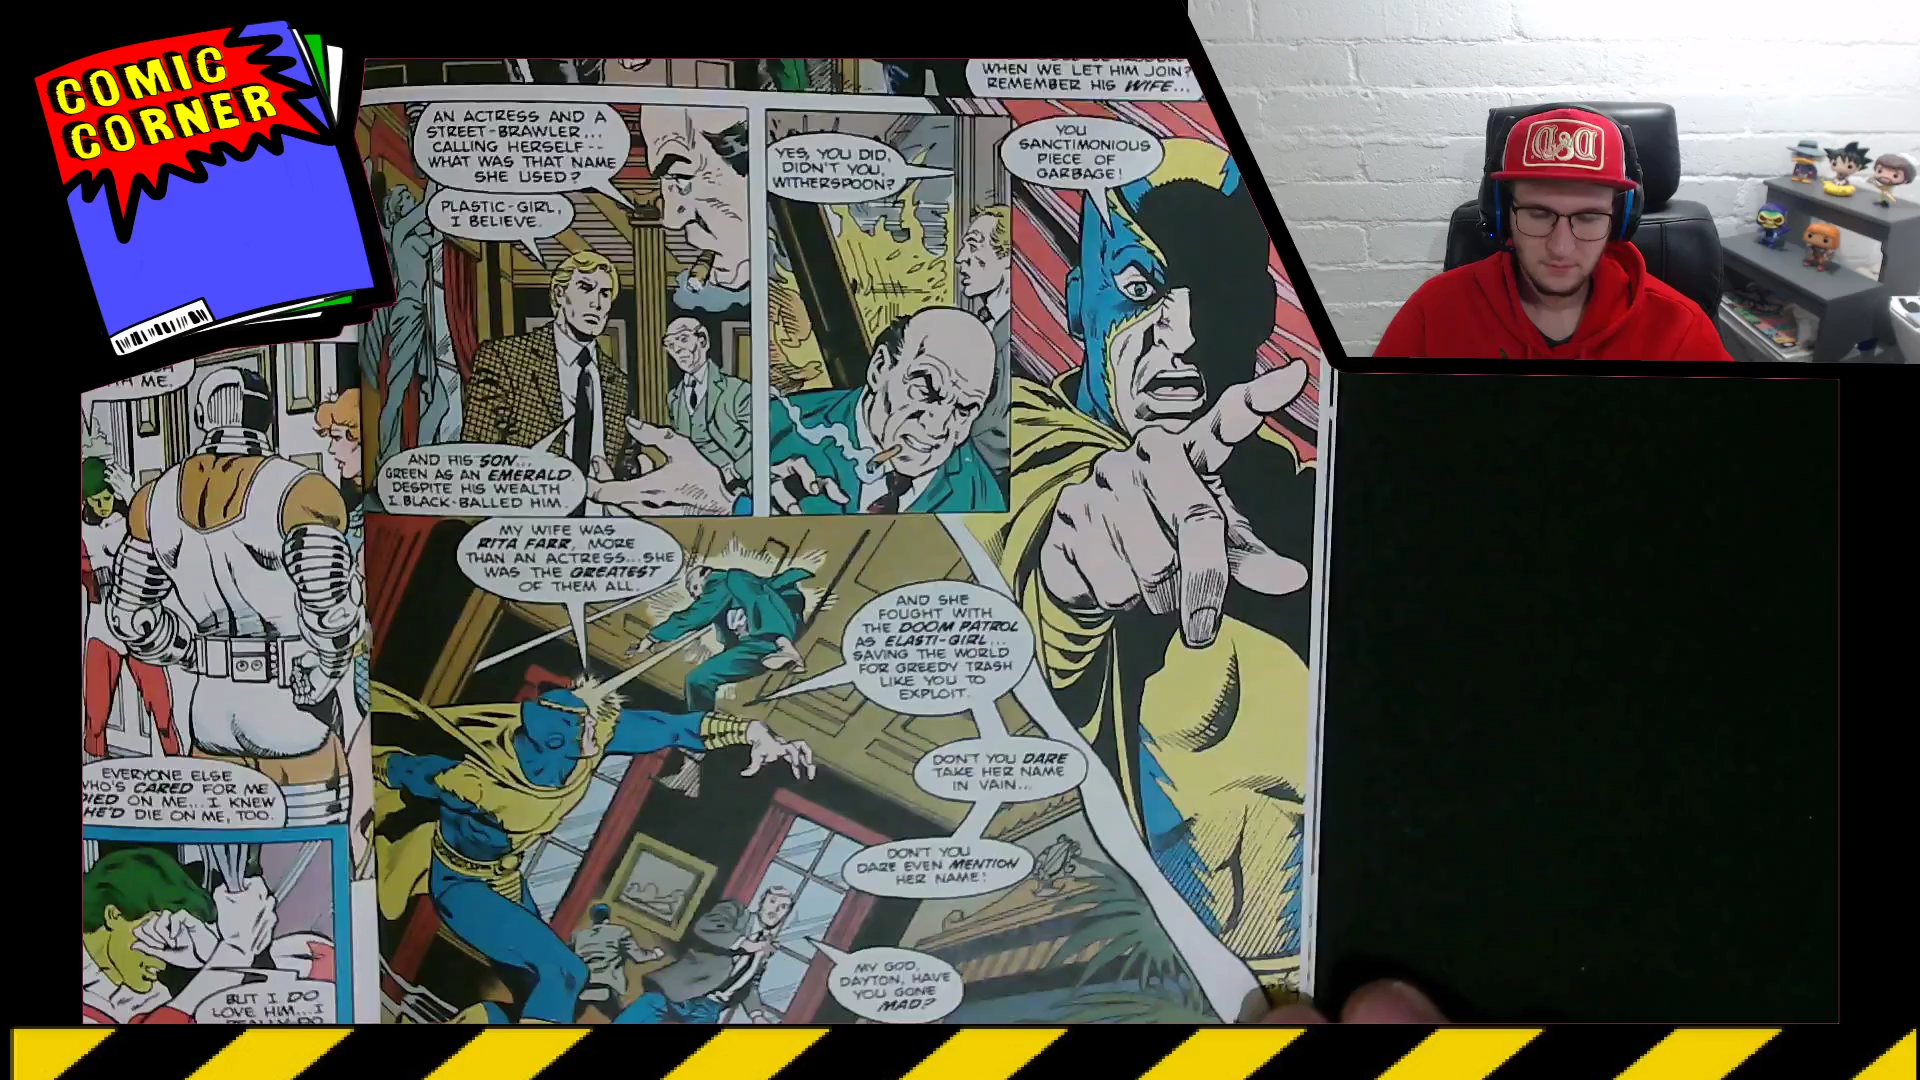 COMIC
CORNER
WHEN WE LET HIM JOIN?
REMEMBER HIS WIFE...
AN ACTRESS AND A
STREET-BRAWLER...
CALLING HERSELF--
WHAT WAS THAT NAME
SHE USED?
PLASTIC-GIRL,
I BELIEVE.
AND HIS SON...
GREEN AS AN EMERALD.
DESPITE HIS WEALTH
I BLACK-BALLED HIM.
YES, YOU DID,
DIDN'T YOU,
WITHERSPOON?
YOU
SANCTIMONIOUS
PIECE OF
GARBAGE!
MY WIFE WAS
RITA FARR, MORE
THAN AN ACTRESS...SHE
WAS THE GREATEST
OF THEM ALL.
AND SHE
FOUGHT WITH
THE DOOM PATROL
AS ELASTI-GIRL...
SAVING THE WORLD
FOR GREEDY TRASH
LIKE YOU TO
EXPLOIT.
DON'T YOU DARE
TAKE HER NAME
IN VAIN...
DON'T YOU
DARE EVEN MENTION
HER NAME!
MY GOD,
DAYTON, HAVE
YOU GONE
MAD?
ME.
EVERYONE ELSE
WHO'S CARED FOR ME
DIED ON ME...I KNEW
HE'D DIE ON ME, TOO.
BUT I DO
LOVE HIM...I
REALLY DO
D&D